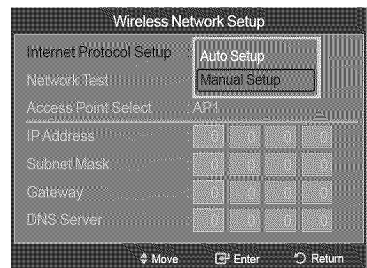 Wireless Network Setup
Internet Protocol Setup : Auto Setup
Network Test Manual Setup
Access Point Select : AP1
IP Address 0 0 0 0
Subnet Mask 0 0 0 0
Gateway 0 0 0 0
DNS Server 0 0 0 0
Move Enter Return